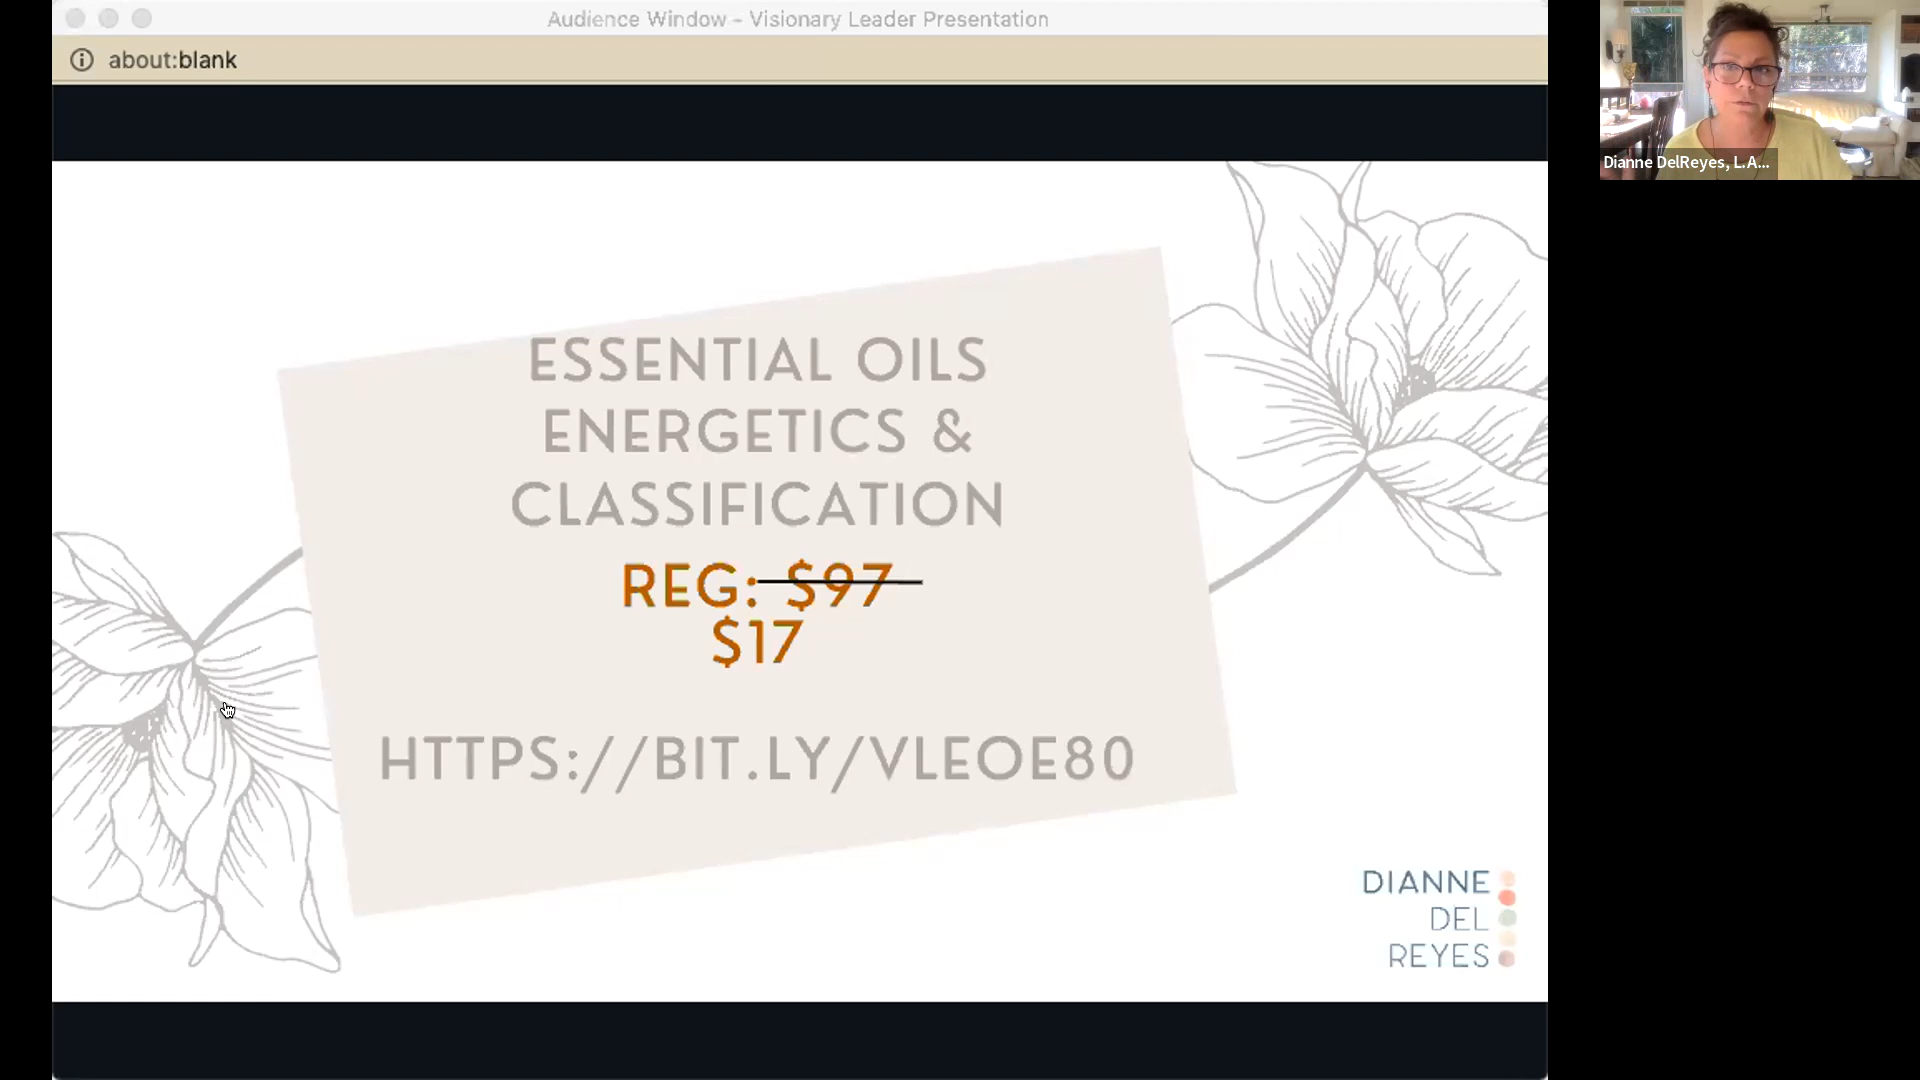 Audience Window – Visionary Leader Presentation
about:blank
Dianne DelReyes, L.A...
ESSENTIAL OILS
ENERGETICS &
CLASSIFICATION
REG: $97
$17
HTTPS://BIT.LY/VLEOE80
DIANNE
DEL
REYES